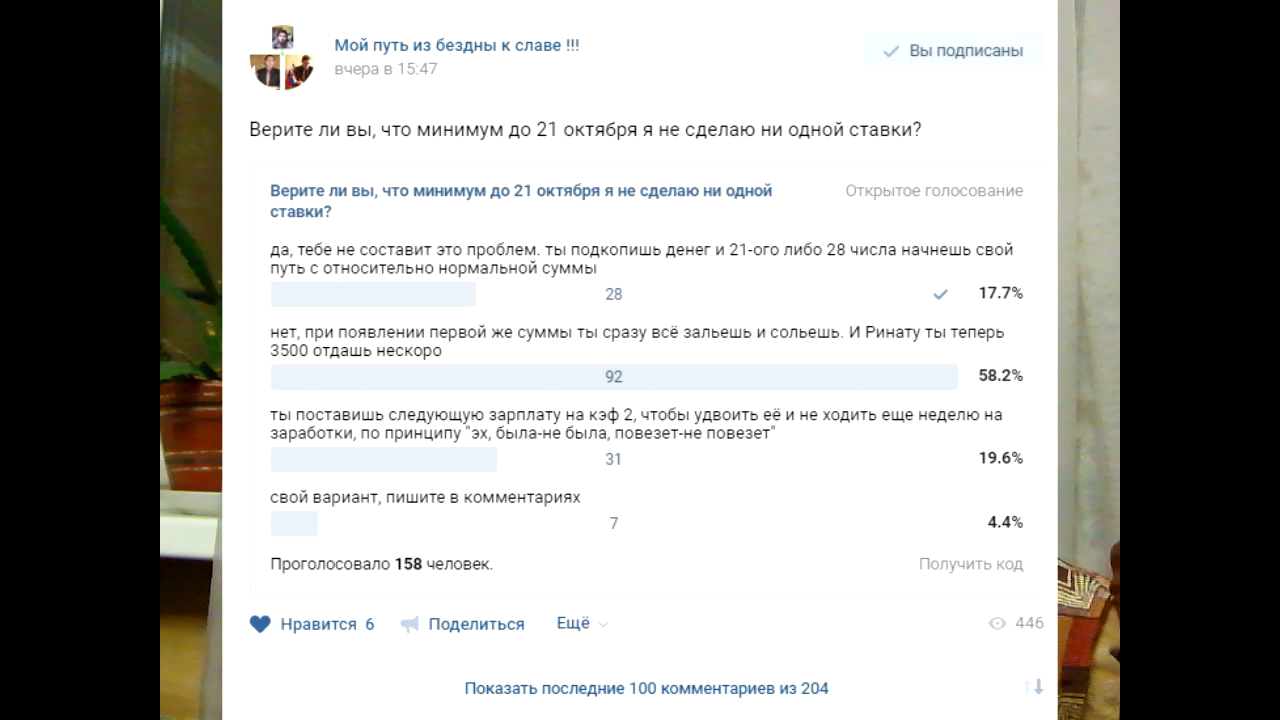 Мой путь из бездны к славе !!!
вчера в 15:47
Вы подписаны
Верите ли вы, что минимум до 21 октября я не сделаю ни одной ставки?
Верите ли вы, что минимум до 21 октября я не сделаю ни одной
ставки?
Открытое голосование
да, тебе не составит это проблем. ты подкопишь денег и 21-ого либо 28 числа начнешь свой
путь с относительно нормальной суммы
28
17.7%
нет, при появлении первой же суммы ты сразу всё зальешь и сольешь. И Ринату ты теперь
3500 отдашь нескоро
92
58.2%
ты поставишь следующую зарплату на кэф 2, чтобы удвоить её и не ходить еще неделю на
заработки, по принципу "эх, была-не была, повезет-не повезет"
31
19.6%
свой вариант, пишите в комментариях
7
4.4%
Проголосовало 158 человек.
Получить код
Нравится 6
Поделиться
Ещё
446
Показать последние 100 комментариев из 204